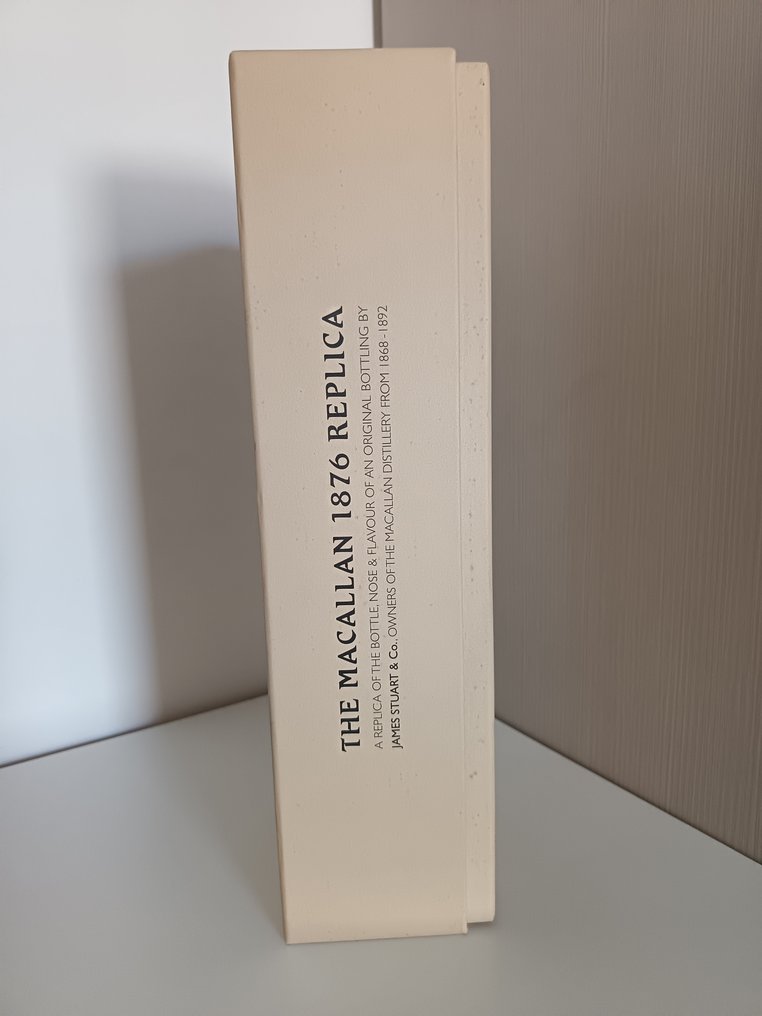 THE MACALLAN 1876 REPLICA
A REPLICA OF THE BOTTLE, NOSE & FLAVOUR OF AN ORIGINAL BOTTLING BY
JAMES STUART & Co., OWNERS OF THE MACALLAN DISTILLERY FROM 1868-1892